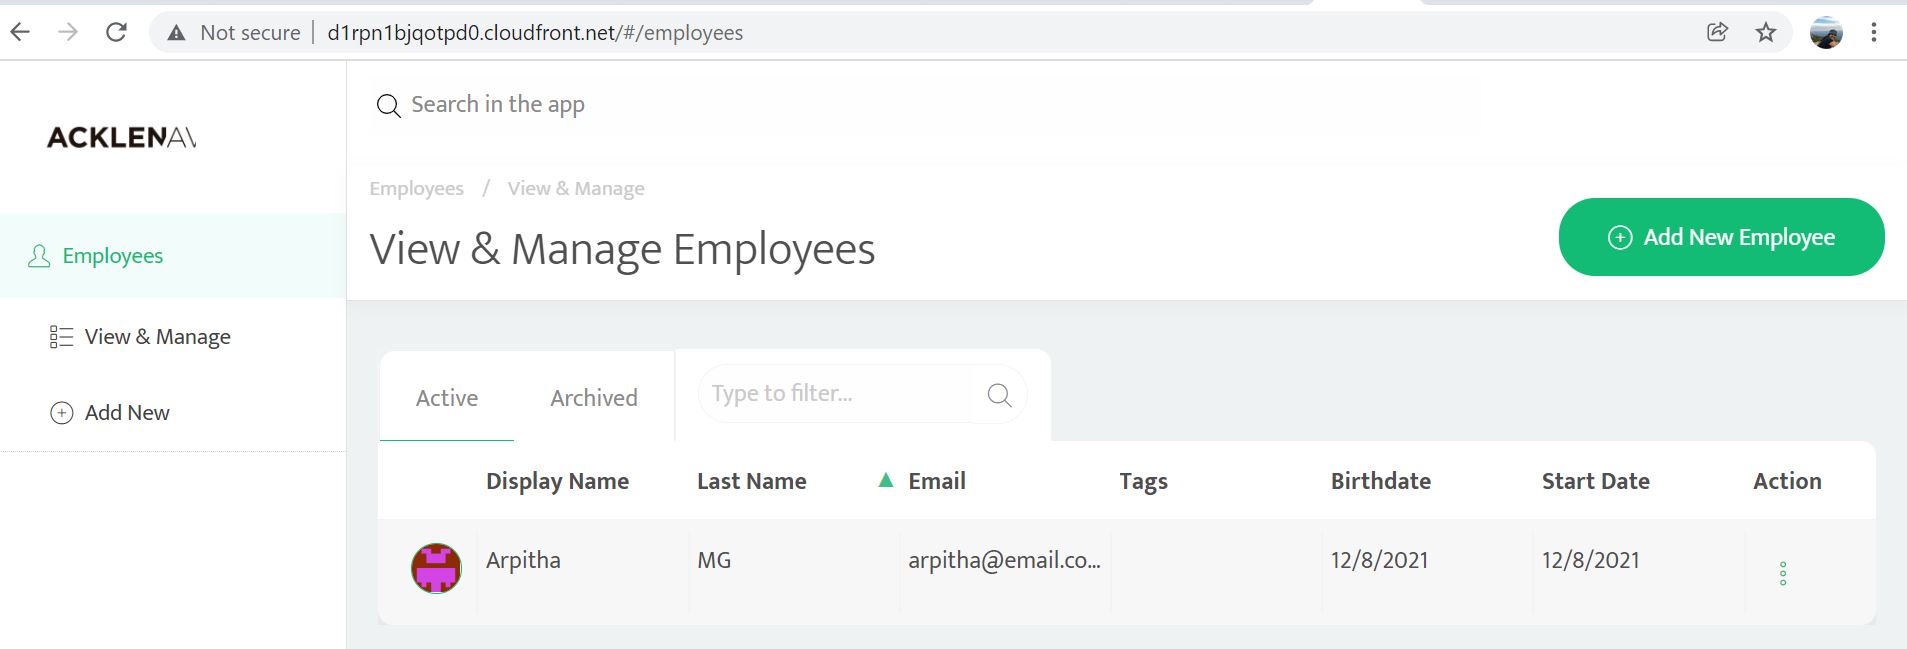 Not secure | d1rpn1bjqotpd0.cloudfront.net/#/employees
Search in the app
ACKLENAV
Employees / View & Manage
View & Manage Employees
Add New Employee
Employees
View & Manage
Add New
Active Archived Type to filter...
Display Name Last Name ▲ Email Tags Birthdate Start Date Action
Arpitha MG arpitha@email.co... 12/8/2021 12/8/2021